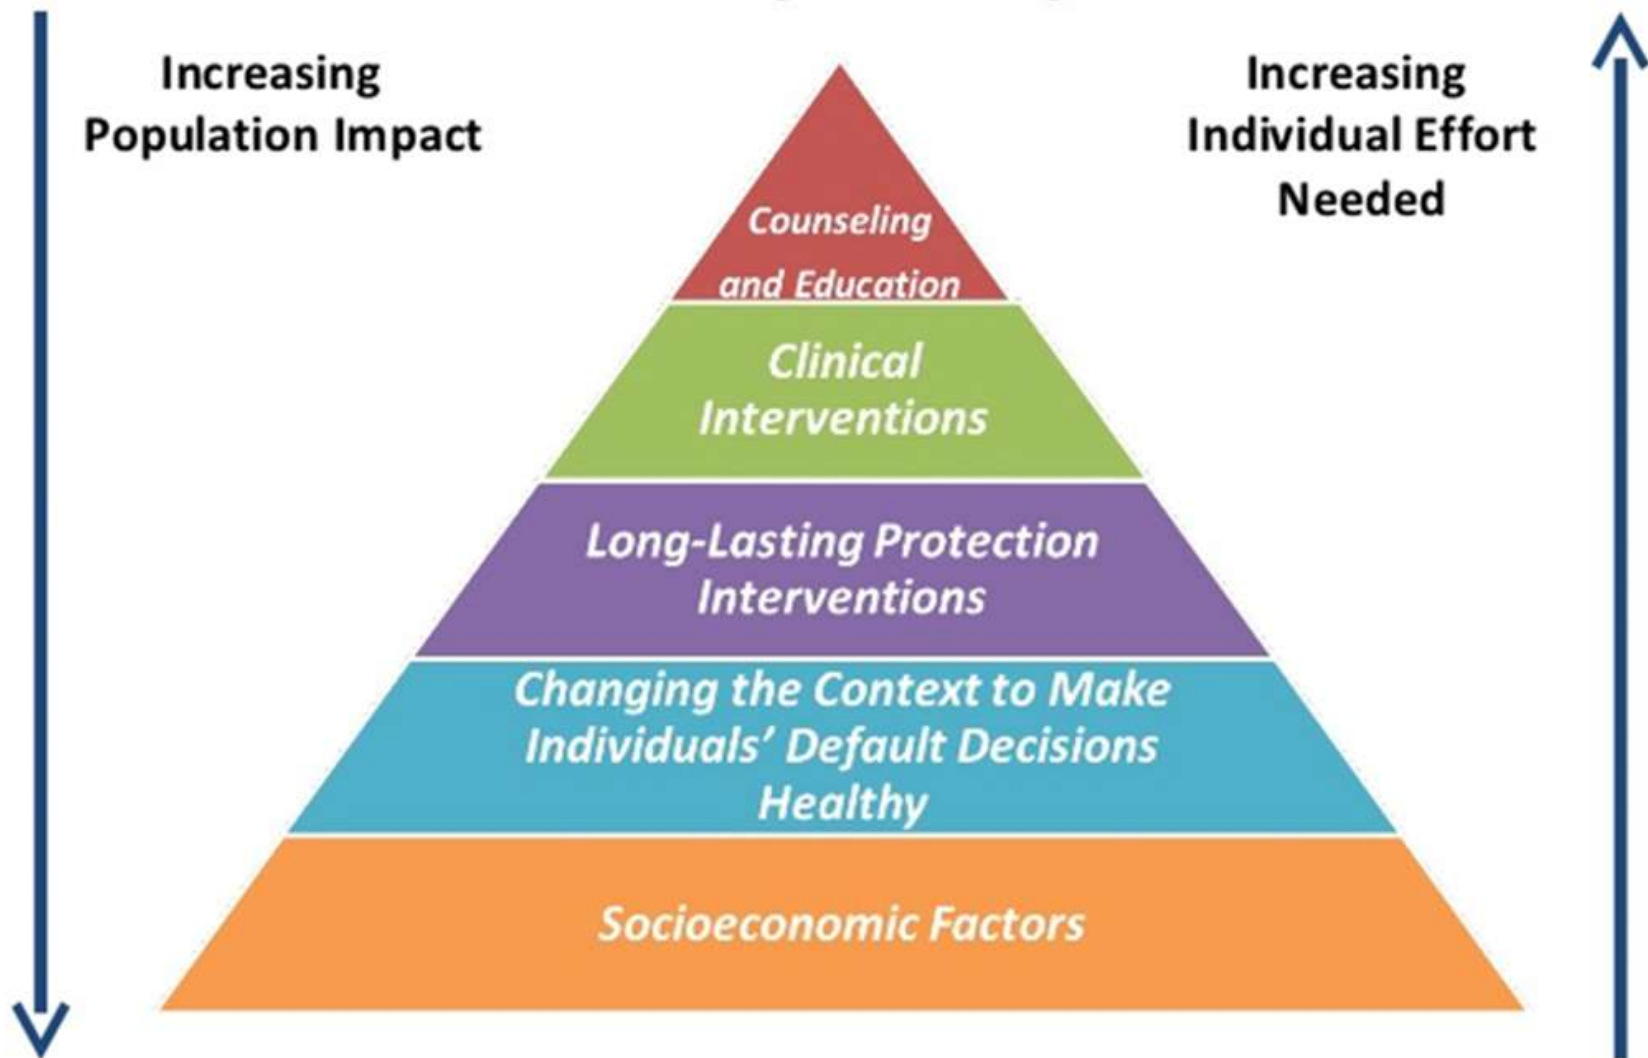 Increasing
Population Impact
Increasing
Individual Effort
Needed
Counseling
and Education
Clinical
Interventions
Long-Lasting Protection
Interventions
Changing the Context to Make
Individuals’ Default Decisions
Healthy
Socioeconomic Factors